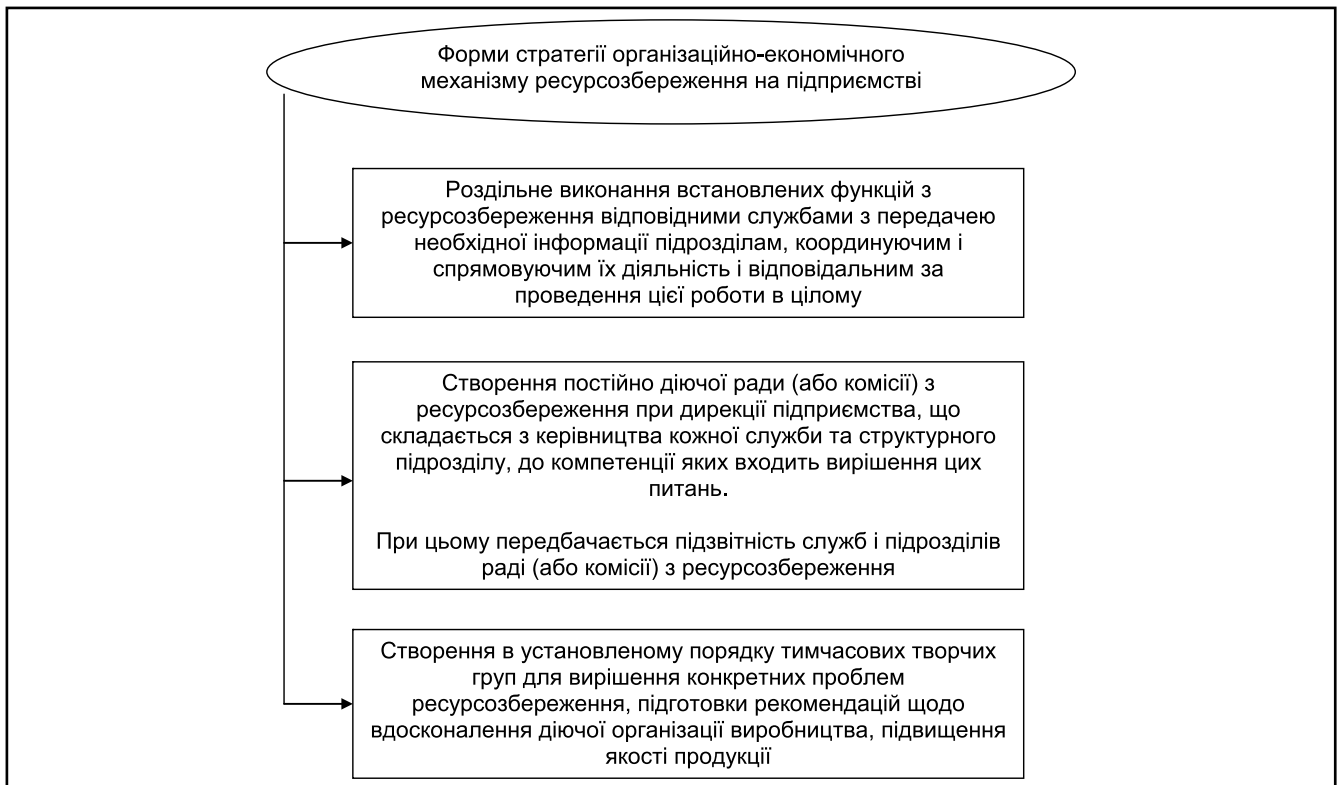 Форми стратегії організаційно-економічного
механізму ресурсозбереження на підприємстві
Роздільне виконання встановлених функцій з
ресурсозбереження відповідними службами з передачею
необхідної інформації підрозділам, координуючим і
спрямовуючим їх діяльність і відповідальним за
проведення цієї роботи в цілому
Створення постійно діючої ради (або комісії) з
ресурсозбереження при дирекції підприємства, що
складається з керівництва кожної служби та структурного
підрозділу, до компетенції яких входить вирішення цих
питань.
При цьому передбачається підзвітність служб і підрозділів
раді (або комісії) з ресурсозбереження
Створення в установленому порядку тимчасових творчих
груп для вирішення конкретних проблем
ресурсозбереження, підготовки рекомендацій щодо
вдосконалення діючої організації виробництва, підвищення
якості продукції